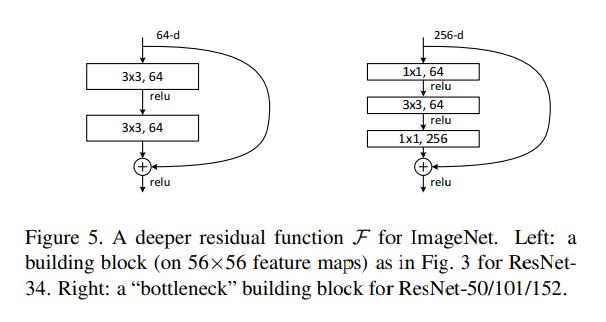 64-d
3x3, 64
relu
3x3, 64
+
relu
256-d
1x1, 64
relu
3x3, 64
relu
1x1, 256
+
relu
Figure 5. A deeper residual function F for ImageNet. Left: a
building block (on 56×56 feature maps) as in Fig. 3 for ResNet-
34. Right: a “bottleneck” building block for ResNet-50/101/152.